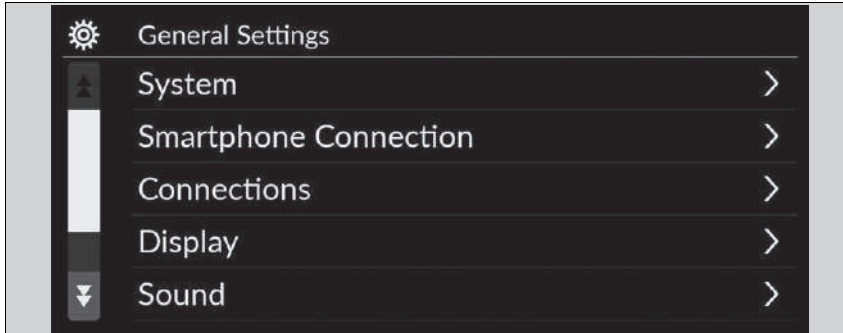 General Settings
System
Smartphone Connection
Connections
Display
Sound